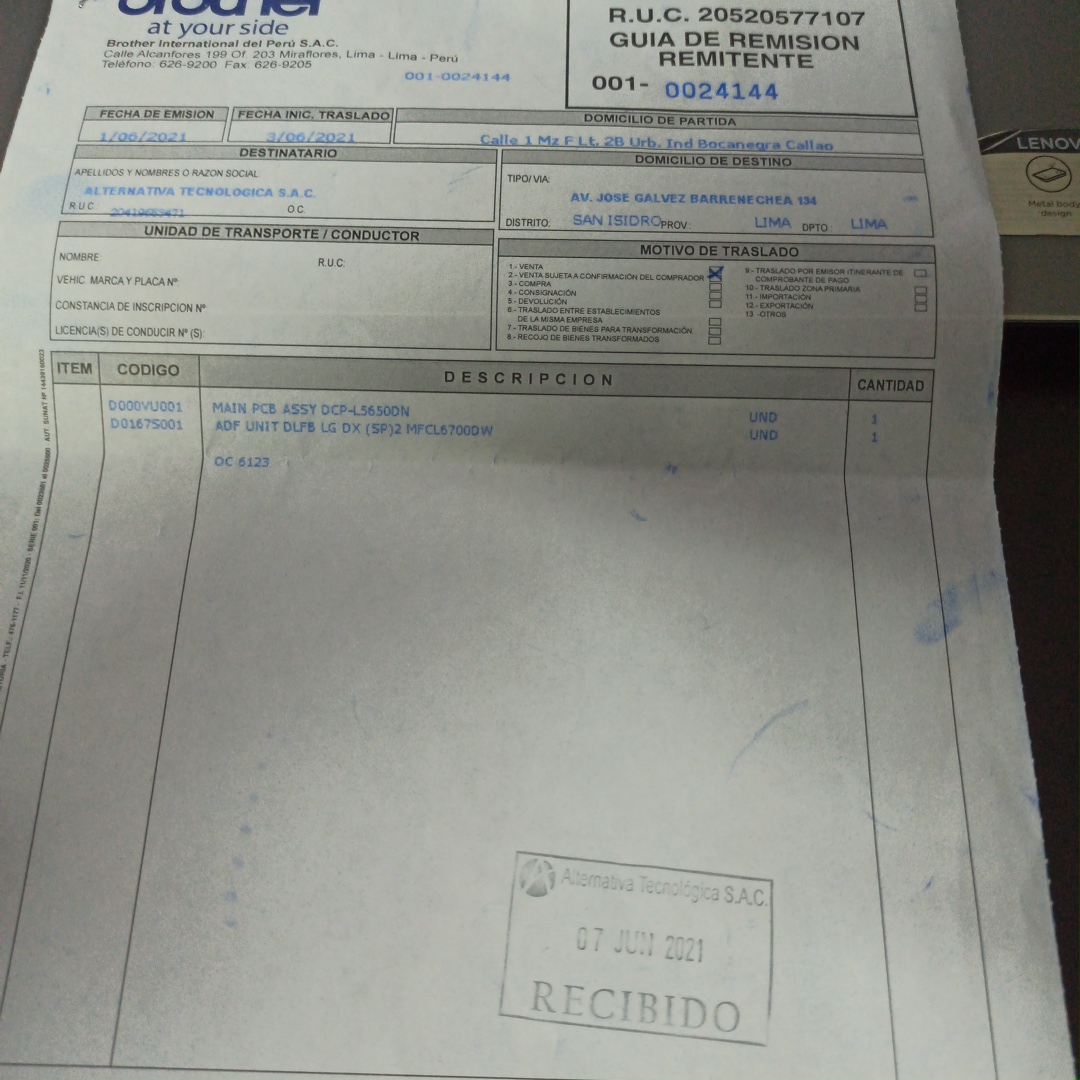 brother
at your side
Brother International del Perú S.A.C.
Calle Alcanfores 199 Of. 203 Miraflores, Lima - Lima - Perú
Teléfono: 626-9200 Fax: 626-9205
001-0024144
R.U.C. 20520577107
GUIA DE REMISION
REMITENTE
001- 0024144
FECHA DE EMISION
1/06/2021
FECHA INIC. TRASLADO
3/06/2021
DOMICILIO DE PARTIDA
Calle 1 Mz F Lt. 2B Urb. Ind Bocanegra Callao
DESTINATARIO
APELLIDOS Y NOMBRES O RAZON SOCIAL
ALTERNATIVA TECNOLOGICA S.A.C.
R.U.C. O.C.
DOMICILIO DE DESTINO
TIPO/ VIA:
AV. JOSE GALVEZ BARRENECHEA 134
DISTRITO: SAN ISIDRO PROV: LIMA DPTO LIMA
UNIDAD DE TRANSPORTE / CONDUCTOR
NOMBRE R.U.C:
VEHIC. MARCA Y PLACA Nº
CONSTANCIA DE INSCRIPCION Nº
LICENCIA(S) DE CONDUCIR Nº (S):
MOTIVO DE TRASLADO
1.- VENTA
2.- VENTA SUJETA A CONFIRMACIÓN DEL COMPRADOR
3.- COMPRA
4.- CONSIGNACIÓN
5.- DEVOLUCIÓN
6.- TRASLADO ENTRE ESTABLECIMIENTOS
DE LA MISMA EMPRESA
7.- TRASLADO DE BIENES PARA TRANSFORMACIÓN
8.- RECOJO DE BIENES TRANSFORMADOS
9.- TRASLADO POR EMISOR ITINERANTE DE
COMPROBANTE DE PAGO
10.- TRASLADO ZONA PRIMARIA
11.- IMPORTACIÓN
12.- EXPORTACIÓN
13 -OTROS
ITEM CODIGO DESCRIPCION CANTIDAD
D000VU001 MAIN PCB ASSY DCP-L5650DN UND 1
D0167S001 ADF UNIT DLFB LG DX (SP)2 MFCL6700DW UND 1
OC 6123
Alternativa Tecnológica S.A.C.
07 JUN 2021
RECIBIDO
LENOV
Metal body
design